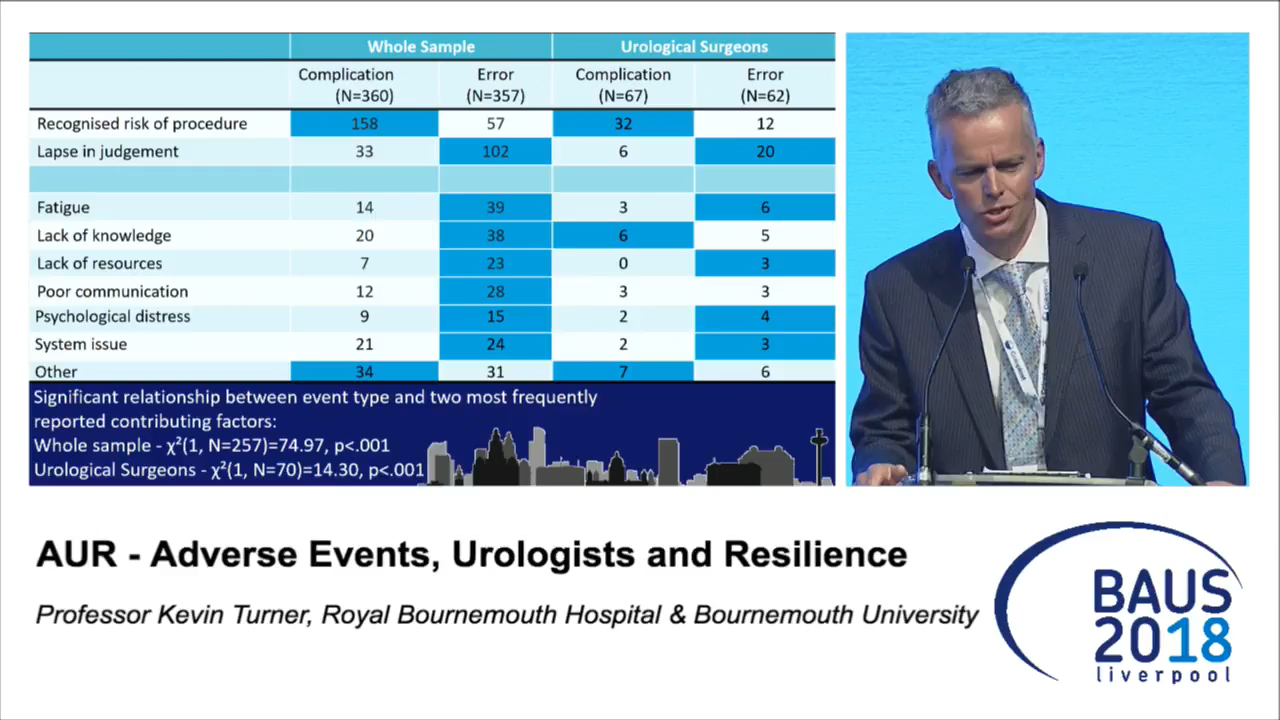 Whole Sample Urological Surgeons
Complication Error Complication Error
(N=360) (N=357) (N=67) (N=62)
Recognised risk of procedure 158 57 32 12
Lapse in judgement 33 102 6 20
Fatigue 14 39 3 6
Lack of knowledge 20 38 6 5
Lack of resources 7 23 0 3
Poor communication 12 28 3 3
Psychological distress 9 15 2 4
System issue 21 24 2 3
Other 34 31 7 6
Significant relationship between event type and two most frequently
reported contributing factors:
Whole sample - χ²(1, N=257)=74.97, p<.001
Urological Surgeons - χ²(1, N=70)=14.30, p<.001
AUR - Adverse Events, Urologists and Resilience
Professor Kevin Turner, Royal Bournemouth Hospital & Bournemouth University
BAUS
2018
liverpool